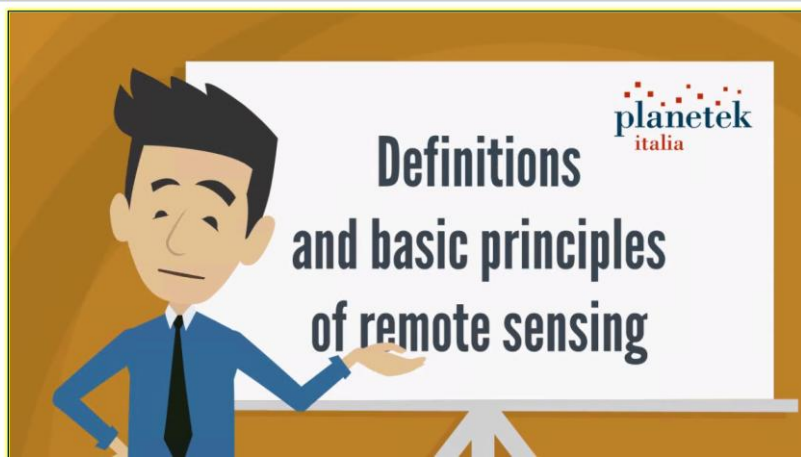 planetek
italia
Definitions
and basic principles
of remote sensing